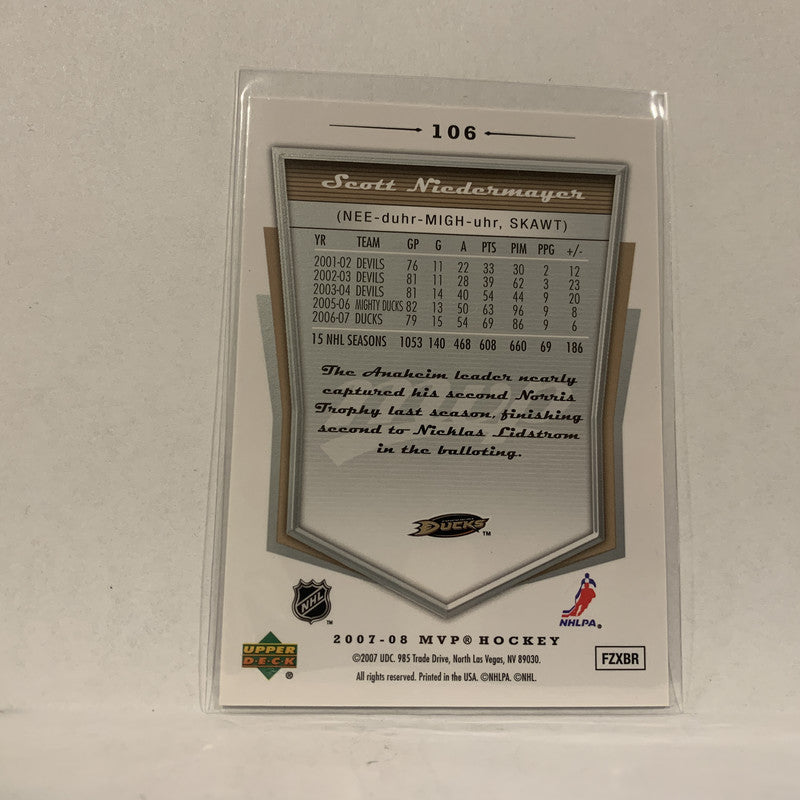 106
Scott Niedermayer
(NEE-duhr-MIGH-uhr, SKAWT)
YR TEAM GP G A PTS PIM PPG +/-
2001-02 DEVILS 76 11 22 33 30 2 12
2002-03 DEVILS 81 11 28 39 62 3 23
2003-04 DEVILS 81 14 40 54 44 9 20
2005-06 MIGHTY DUCKS 82 13 50 63 96 9 8
2006-07 DUCKS 79 15 54 69 86 9 6
15 NHL SEASONS 1053 140 468 608 660 69 186
The Anaheim leader nearly
captured his second Norris
Trophy last season, finishing
second to Nicklas Lidstrom
in the balloting.
DUCKS TM
NHL TM
NHLPA®
2007-08 MVP® HOCKEY
UPPER DECK ®
©2007 UDC. 985 Trade Drive, North Las Vegas, NV 89030.
All rights reserved. Printed in the USA. ©NHLPA. ©NHL.
FZXBR